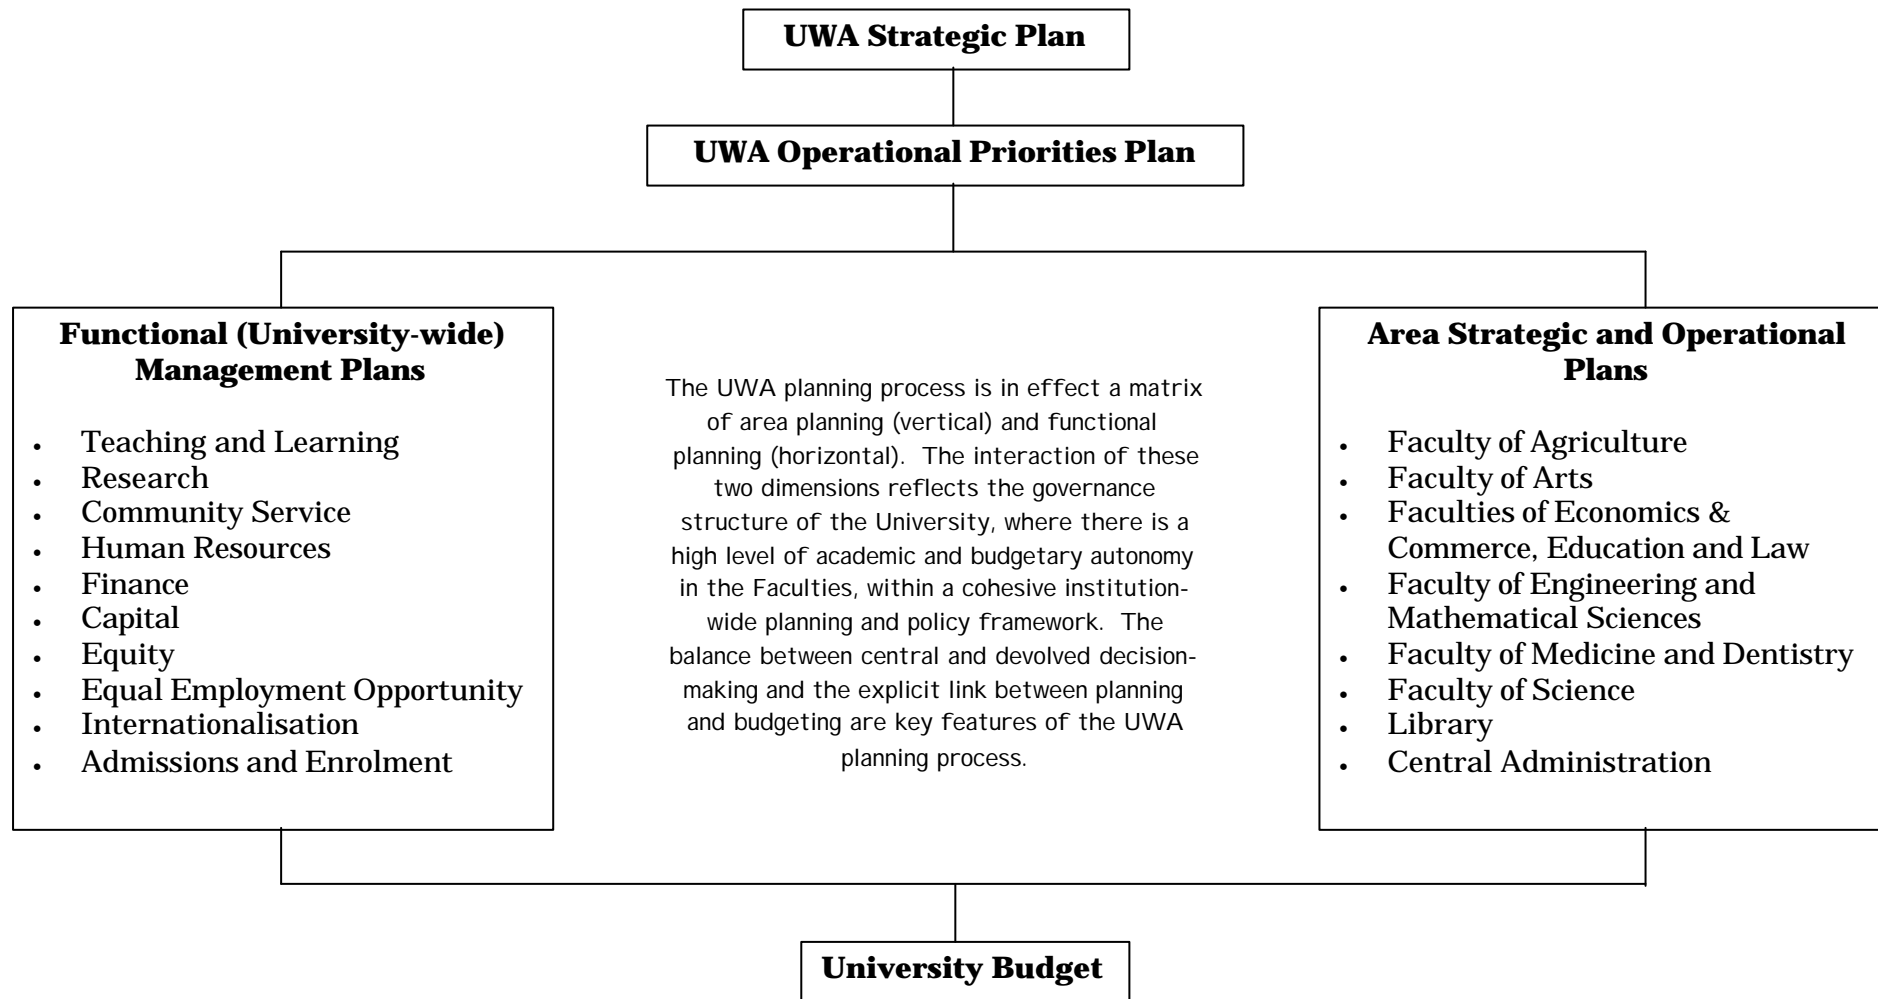 UWA Strategic Plan
UWA Operational Priorities Plan
Functional (University-wide)
Management Plans
• Teaching and Learning
• Research
• Community Service
• Human Resources
• Finance
• Capital
• Equity
• Equal Employment Opportunity
• Internationalisation
• Admissions and Enrolment
The UWA planning process is in effect a matrix
of area planning (vertical) and functional
planning (horizontal). The interaction of these
two dimensions reflects the governance
structure of the University, where there is a
high level of academic and budgetary autonomy
in the Faculties, within a cohesive institution-
wide planning and policy framework. The
balance between central and devolved decision-
making and the explicit link between planning
and budgeting are key features of the UWA
planning process.
Area Strategic and Operational
Plans
• Faculty of Agriculture
• Faculty of Arts
• Faculties of Economics &
Commerce, Education and Law
• Faculty of Engineering and
Mathematical Sciences
• Faculty of Medicine and Dentistry
• Faculty of Science
• Library
• Central Administration
University Budget